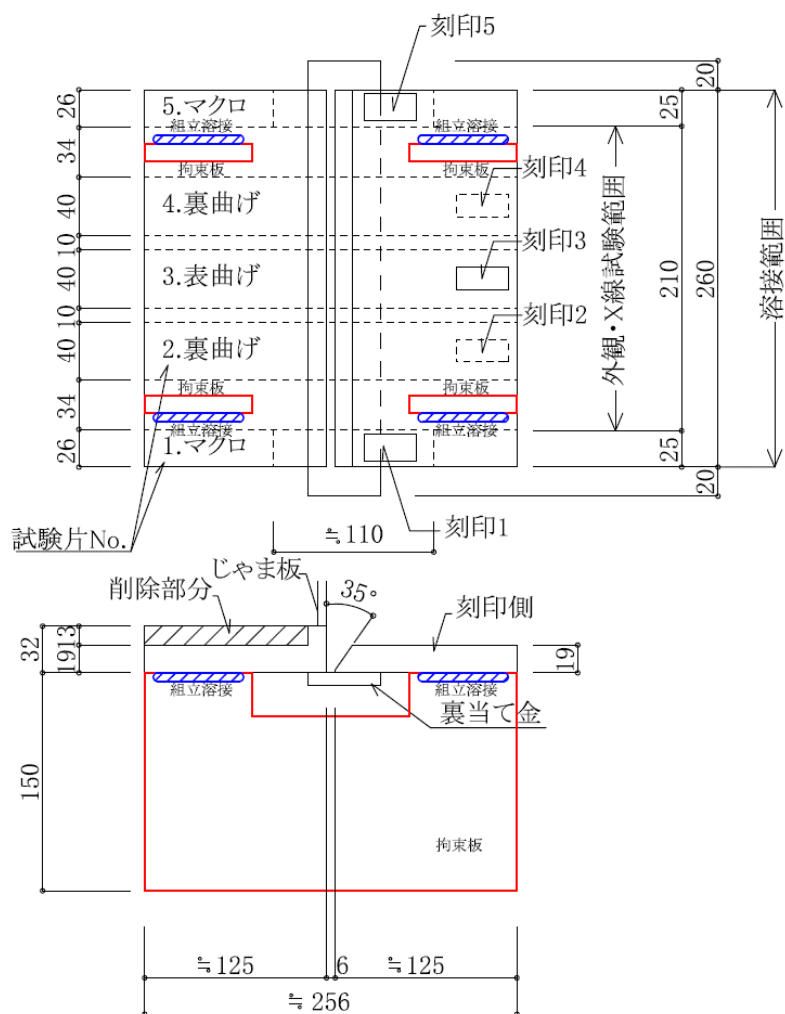 刻印5
20
26
5.マクロ
25
組立溶接
組立溶接
34
拘束板
拘束板
刻印4
40
4.裏曲げ
10
刻印3
40
3.表曲げ
外観・X線試験範囲
210
260
溶接範囲
10
刻印2
40
2.裏曲げ
拘束板
拘束板
34
組立溶接
組立溶接
26
1.マクロ
25
20
試験片No.
≒110
刻印1
じゃま板
削除部分
35°
刻印側
32
13
19
19
組立溶接
組立溶接
裏当て金
150
拘束板
≒125
6
≒125
≒256